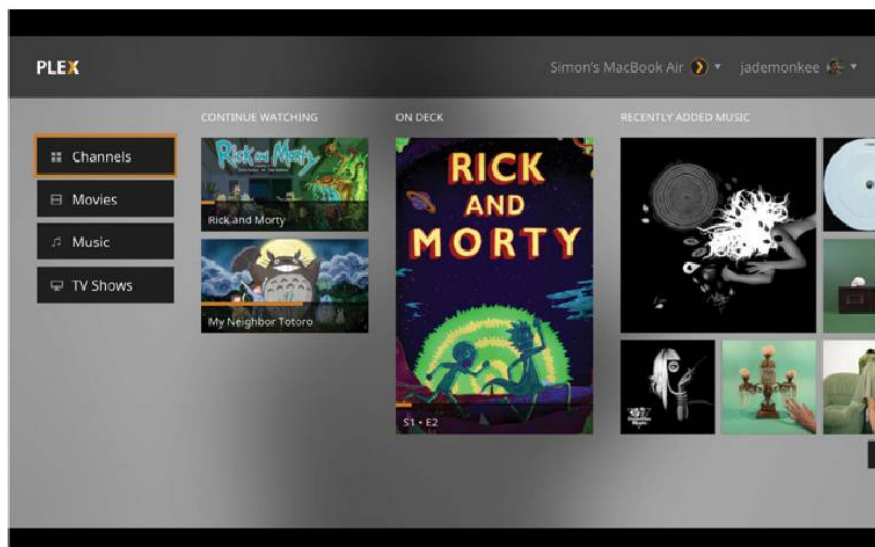 PLEX
Simon's MacBook Air
jademonkee
CONTINUE WATCHING
ON DECK
RECENTLY ADDED MUSIC
Channels
Movies
Music
TV Shows
Rick and Morty
Rick and Morty
My Neighbor Totoro
RICK
AND
MORTY
S1 • E2